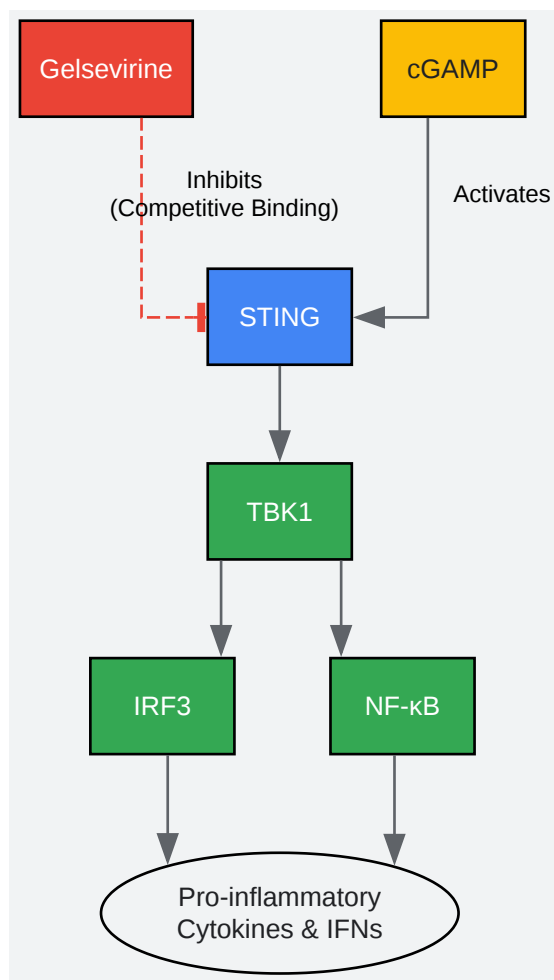 Gelsevirine
cGAMP
Inhibits
(Competitive Binding)
Activates
STING
TBK1
IRF3
NF-κB
Pro-inflammatory
Cytokines & IFNs